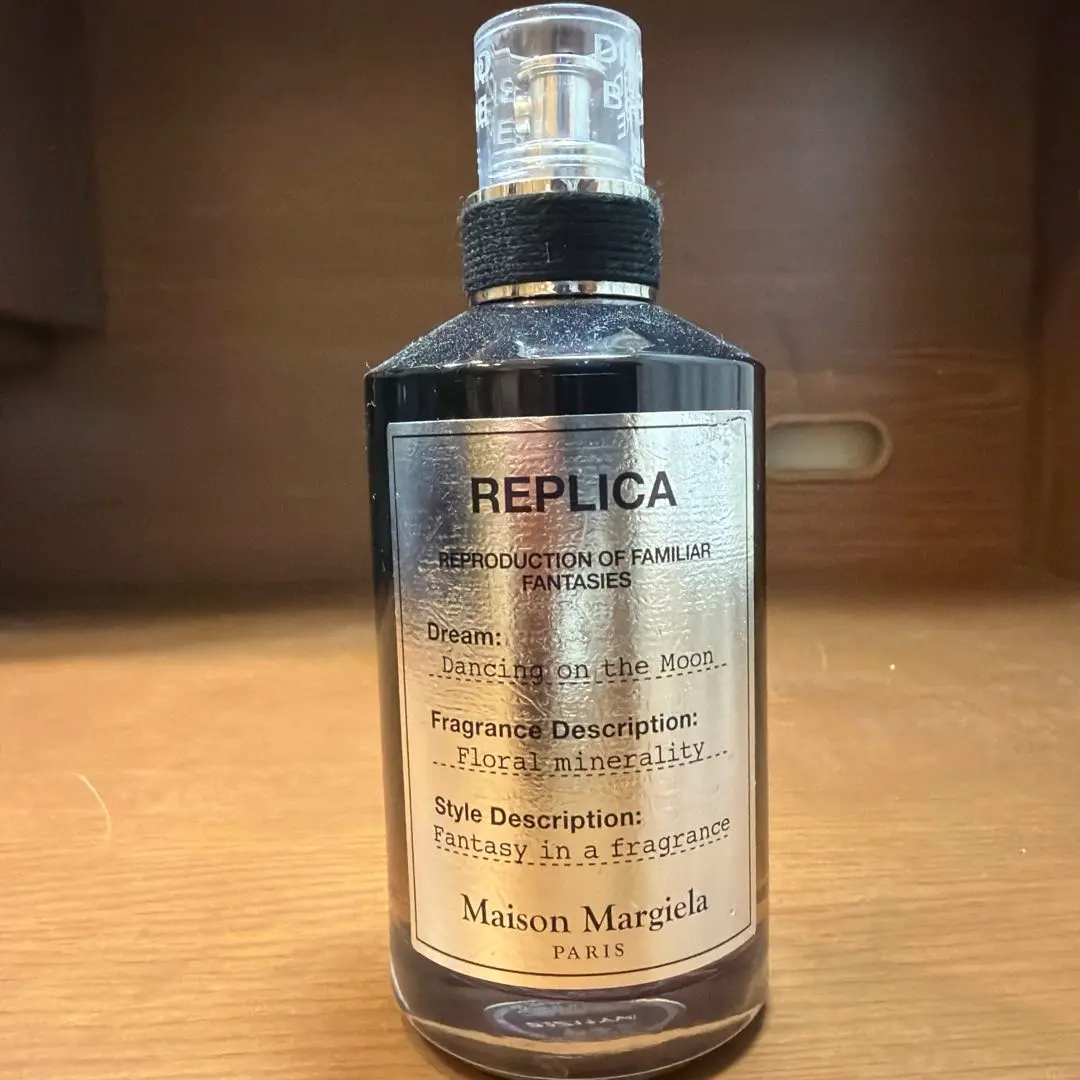 REPLICA
REPRODUCTION OF FAMILIAR
FANTASIES
Dream:
Dancing on the Moon
Fragrance Description:
Floral minerality
Style Description:
Fantasy in a fragrance
Maison Margiela
PARIS